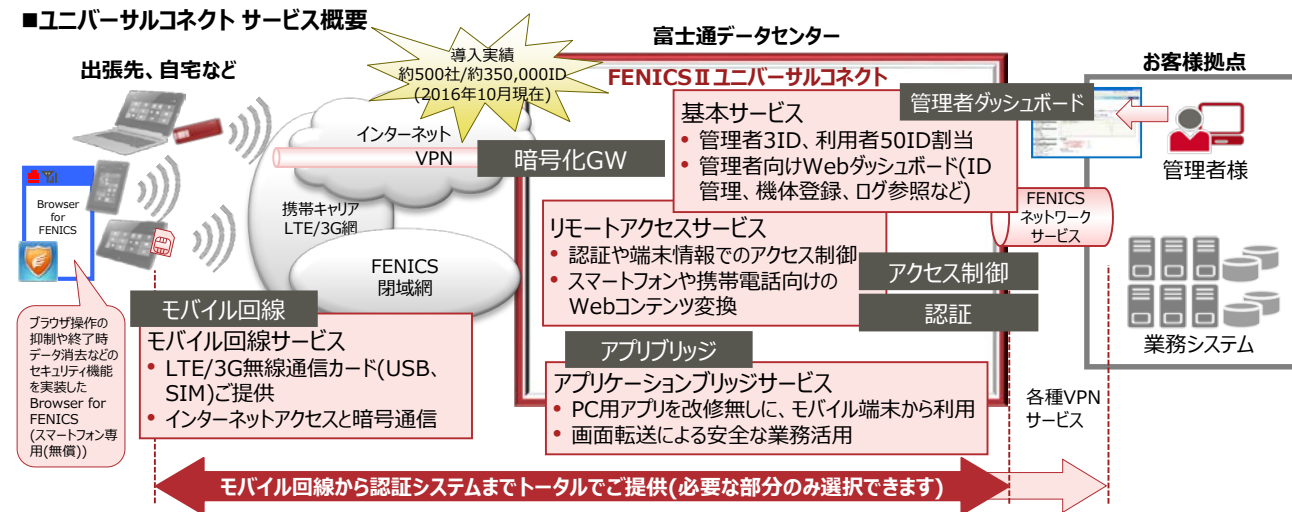 ■ユニバーサルコネクト サービス概要
導入実績
約500社/約350,000ID
(2016年10月現在)
富士通データセンター
出張先、自宅など
お客様拠点
FENICSⅡユニバーサルコネクト
管理者ダッシュボード
基本サービス
• 管理者3ID、利用者50ID割当
• 管理者向けWebダッシュボード(ID
管理、機体登録、ログ参照など)
管理者様
インターネット
VPN
暗号化GW
Browser
for
FENICS
携帯キャリア
LTE/3G網
FENICS
閉域網
FENICS
ネットワーク
サービス
リモートアクセスサービス
• 認証や端末情報でのアクセス制御
• スマートフォンや携帯電話向けの
Webコンテンツ変換
アクセス制御
認証
業務システム
モバイル回線
モバイル回線サービス
• LTE/3G無線通信カード(USB、
SIM)ご提供
• インターネットアクセスと暗号通信
ブラウザ操作の
抑制や終了時
データ消去などの
セキュリティ機能
を実装した
Browser for
FENICS
(スマートフォン専
用(無償))
アプリブリッジ
アプリケーションブリッジサービス
• PC用アプリを改修無しに、モバイル端末から利用
• 画面転送による安全な業務活用
各種VPN
サービス
モバイル回線から認証システムまでトータルでご提供(必要な部分のみ選択できます)